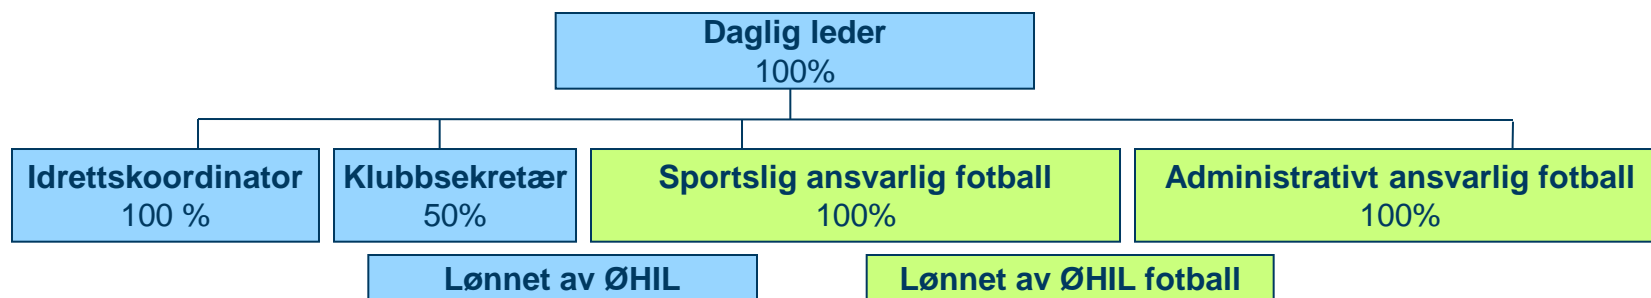 Daglig leder
100%
Idrettskoordinator
100 %
Klubbsekretær
50%
Sportslig ansvarlig fotball
100%
Administrativt ansvarlig fotball
100%
Lønnet av ØHIL
Lønnet av ØHIL fotball